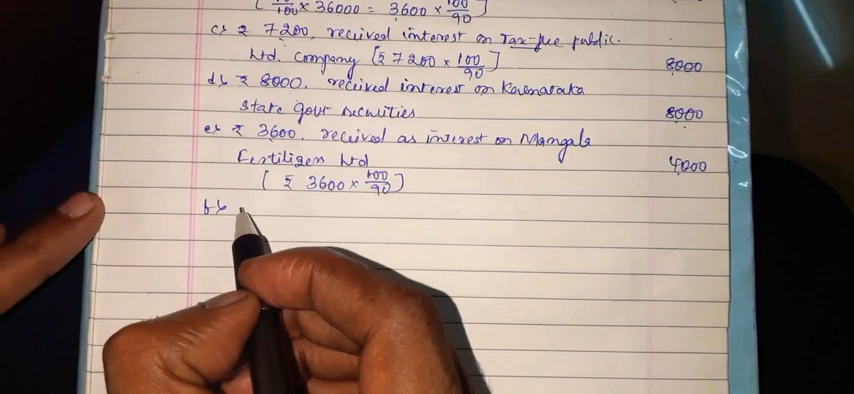 [ 10/100 × 36000 = 3600 × 100/90 ]
c) ₹ 7200, received interest on Tax-free public.
Ltd. Company [₹ 7200 × 100/90 ] 8000
d) ₹ 8000, received interest on Karnataka
State Govt securities 8000
e) ₹ 3600, received as interest on Mangala
Fertilizers Ltd 4000
[ ₹ 3600 × 100/90 ]
f)